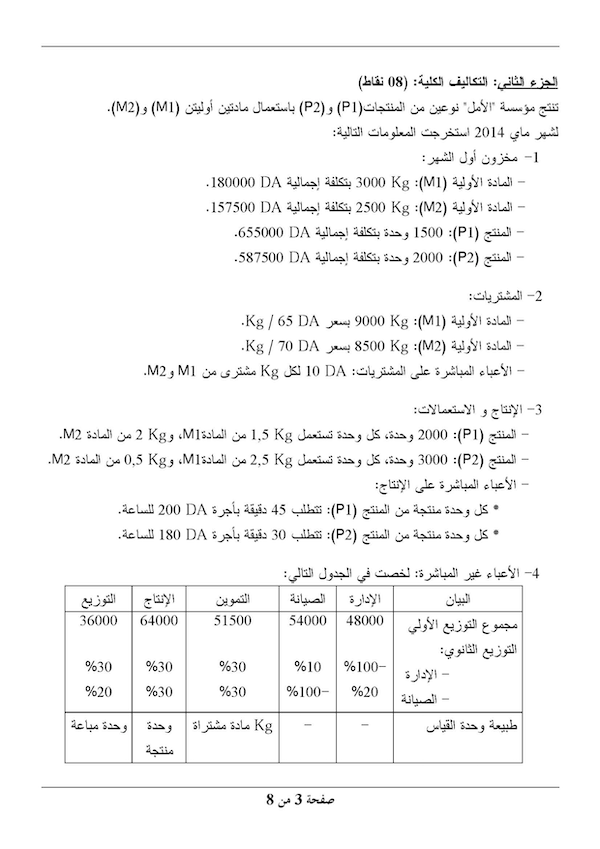 الجزء الثاني: التكاليف الكلية: (08 نقاط)
تنتج مؤسسة "الأمل" نوعين من المنتجات(P1) و(P2) باستعمال مادتين أوليتن (M1) و(M2).
لشهر ماي 2014 استخرجت المعلومات التالية:
1- مخزون أول الشهر:
- المادة الأولية (M1): 3000 Kg بتكلفة إجمالية 180000 DA.
- المادة الأولية (M2): 2500 Kg بتكلفة إجمالية 157500 DA.
- المنتج (P1): 1500 وحدة بتكلفة إجمالية 655000 DA.
- المنتج (P2): 2000 وحدة بتكلفة إجمالية 587500 DA.
2- المشتريات:
- المادة الأولية (M1): 9000 Kg بسعر Kg / 65 DA.
- المادة الأولية (M2): 8500 Kg بسعر Kg / 70 DA.
- الأعباء المباشرة على المشتريات: 10 DA لكل Kg مشترى من M1 وM2.
3- الإنتاج و الاستعمالات:
- المنتج (P1): 2000 وحدة، كل وحدة تستعمل 1,5 Kg من المادةM1، و2 Kg من المادة M2.
- المنتج (P2): 3000 وحدة، كل وحدة تستعمل 2,5 Kg من المادةM1، و0,5 Kg من المادة M2.
- الأعباء المباشرة على الإنتاج:
* كل وحدة منتجة من المنتج (P1): تتطلب 45 دقيقة بأجرة 200 DA للساعة.
* كل وحدة منتجة من المنتج (P2): تتطلب 30 دقيقة بأجرة 180 DA للساعة.
4- الأعباء غير المباشرة: لخصت في الجدول التالي:
البيان الإدارة الصيانة التموين الإنتاج التوزيع
مجموع التوزيع الأولي 48000 54000 51500 64000 36000
التوزيع الثانوي:
- الإدارة -100% 10% 30% 30% 30%
- الصيانة 20% -100% 30% 30% 20%
طبيعة وحدة القياس - - Kg مادة مشتراة وحدة وحدة مباعة
منتجة
صفحة 3 من 8